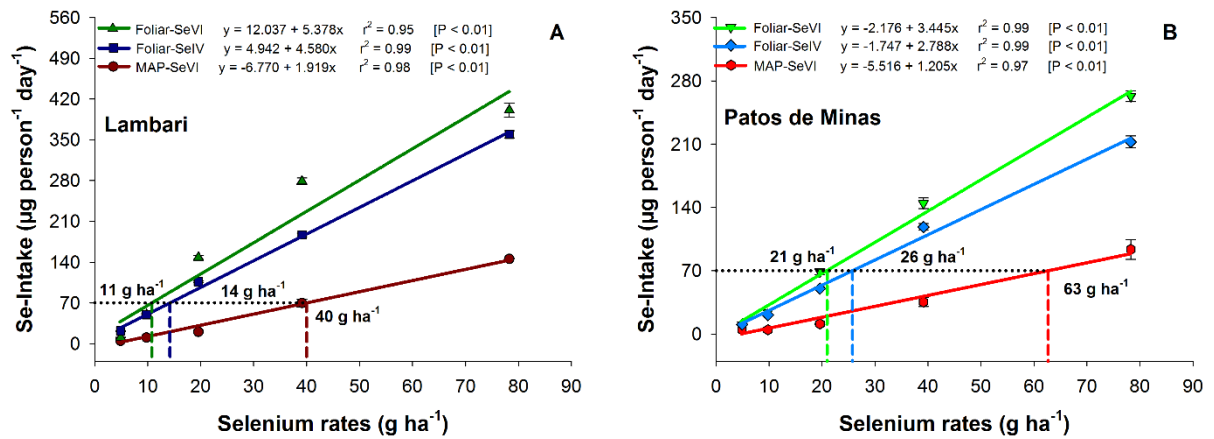 Se-Intake (µg person⁻¹ day⁻¹)
560
490
420
350
280
210
140
70
0
Foliar-SeVI y = 12.037 + 5.378x r² = 0.95 [P < 0.01]
Foliar-SeIV y = 4.942 + 4.580x r² = 0.99 [P < 0.01]
MAP-SeVI y = -6.770 + 1.919x r² = 0.98 [P < 0.01]
A
Lambari
11 g ha⁻¹
14 g ha⁻¹
40 g ha⁻¹
0 10 20 30 40 50 60 70 80 90
Selenium rates (g ha⁻¹)
Se-Intake (µg person⁻¹ day⁻¹)
350
280
210
140
70
0
Foliar-SeVI y = -2.176 + 3.445x r² = 0.99 [P < 0.01]
Foliar-SeIV y = -1.747 + 2.788x r² = 0.99 [P < 0.01]
MAP-SeVI y = -5.516 + 1.205x r² = 0.97 [P < 0.01]
B
Patos de Minas
21 g ha⁻¹
26 g ha⁻¹
63 g ha⁻¹
0 10 20 30 40 50 60 70 80 90
Selenium rates (g ha⁻¹)